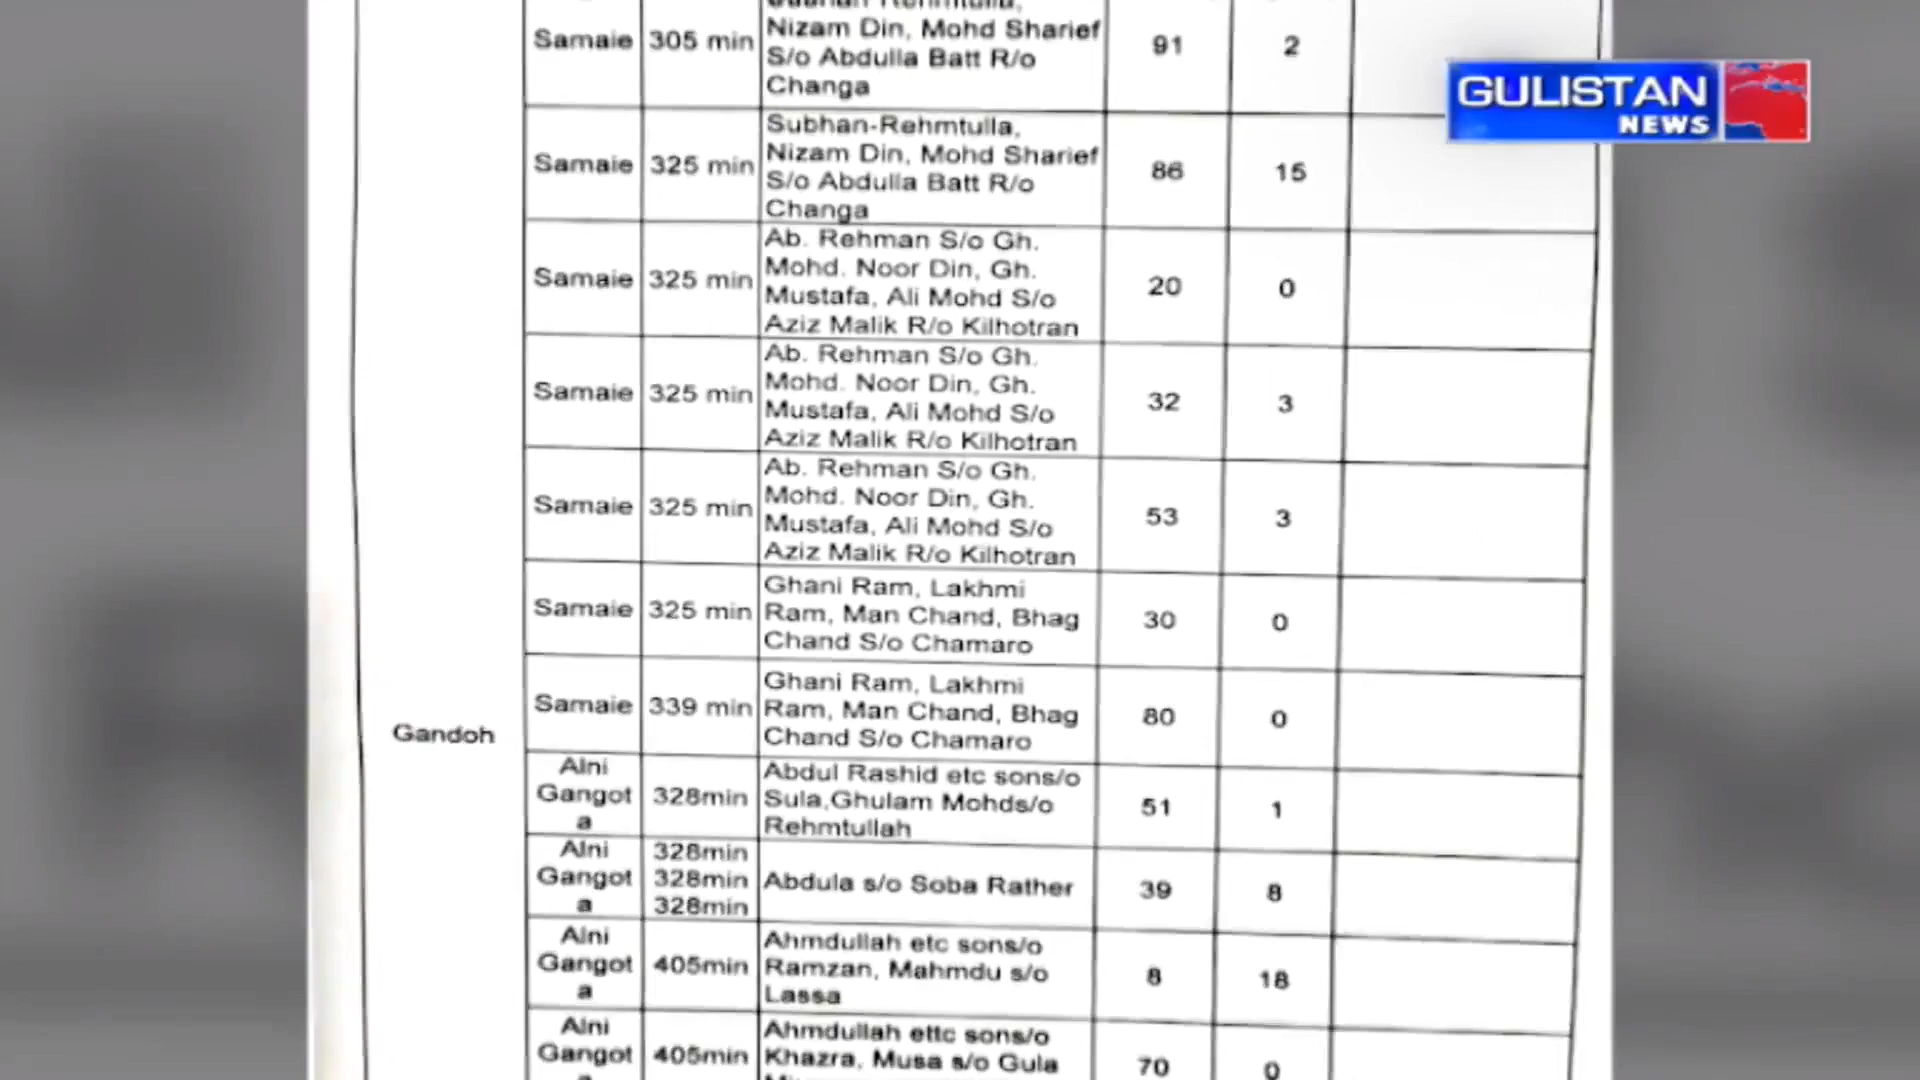 GULISTAN
NEWS
Gandoh
Samaie 305 min
Nizam Din, Mohd Sharief
S/o Abdulla Batt R/o
Changa
91 2
Samaie 325 min
Subhan-Rehmtulla,
Nizam Din, Mohd Sharief
S/o Abdulla Batt R/o
Changa
86 15
Samaie 325 min
Ab. Rehman S/o Gh.
Mohd. Noor Din, Gh.
Mustafa, Ali Mohd S/o
Aziz Malik R/o Kilhotran
20 0
Samaie 325 min
Ab. Rehman S/o Gh.
Mohd. Noor Din, Gh.
Mustafa, Ali Mohd S/o
Aziz Malik R/o Kilhotran
32 3
Samaie 325 min
Ab. Rehman S/o Gh.
Mohd. Noor Din, Gh.
Mustafa, Ali Mohd S/o
Aziz Malik R/o Kilhotran
53 3
Samaie 325 min
Ghani Ram, Lakhmi
Ram, Man Chand, Bhag
Chand S/o Chamaro
30 0
Samaie 339 min
Ghani Ram, Lakhmi
Ram, Man Chand, Bhag
Chand S/o Chamaro
80 0
Alni
Gangot
a
328min
Abdul Rashid etc sons/o
Sula,Ghulam Mohds/o
Rehmtullah
51 1
Alni
Gangot
a
328min
328min
328min
Abdula s/o Soba Rather
39 8
Alni
Gangot
a
405min
Ahmdullah etc sons/o
Ramzan, Mahmdu s/o
Lassa
8 18
Alni
Gangot
405min
Ahmdullah ettc sons/o
Khazra, Musa s/o Gula
70 0